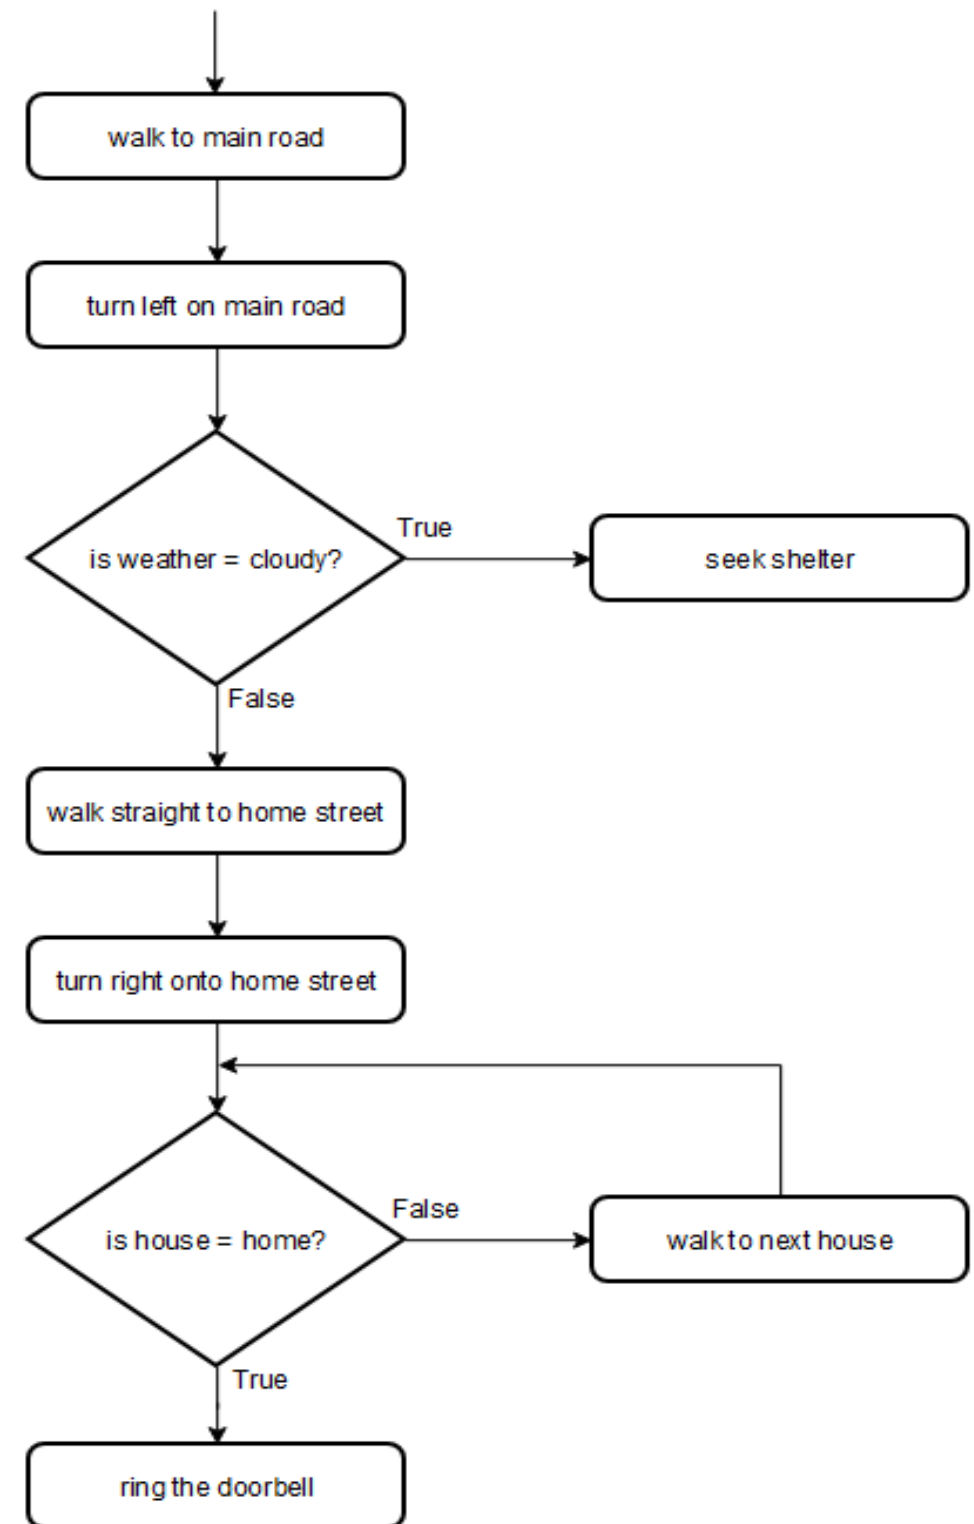 walk to main road
turn left on main road
is weather = cloudy?
True
seek shelter
False
walk straight to home street
turn right onto home street
is house = home?
False
walk to next house
True
ring the doorbell